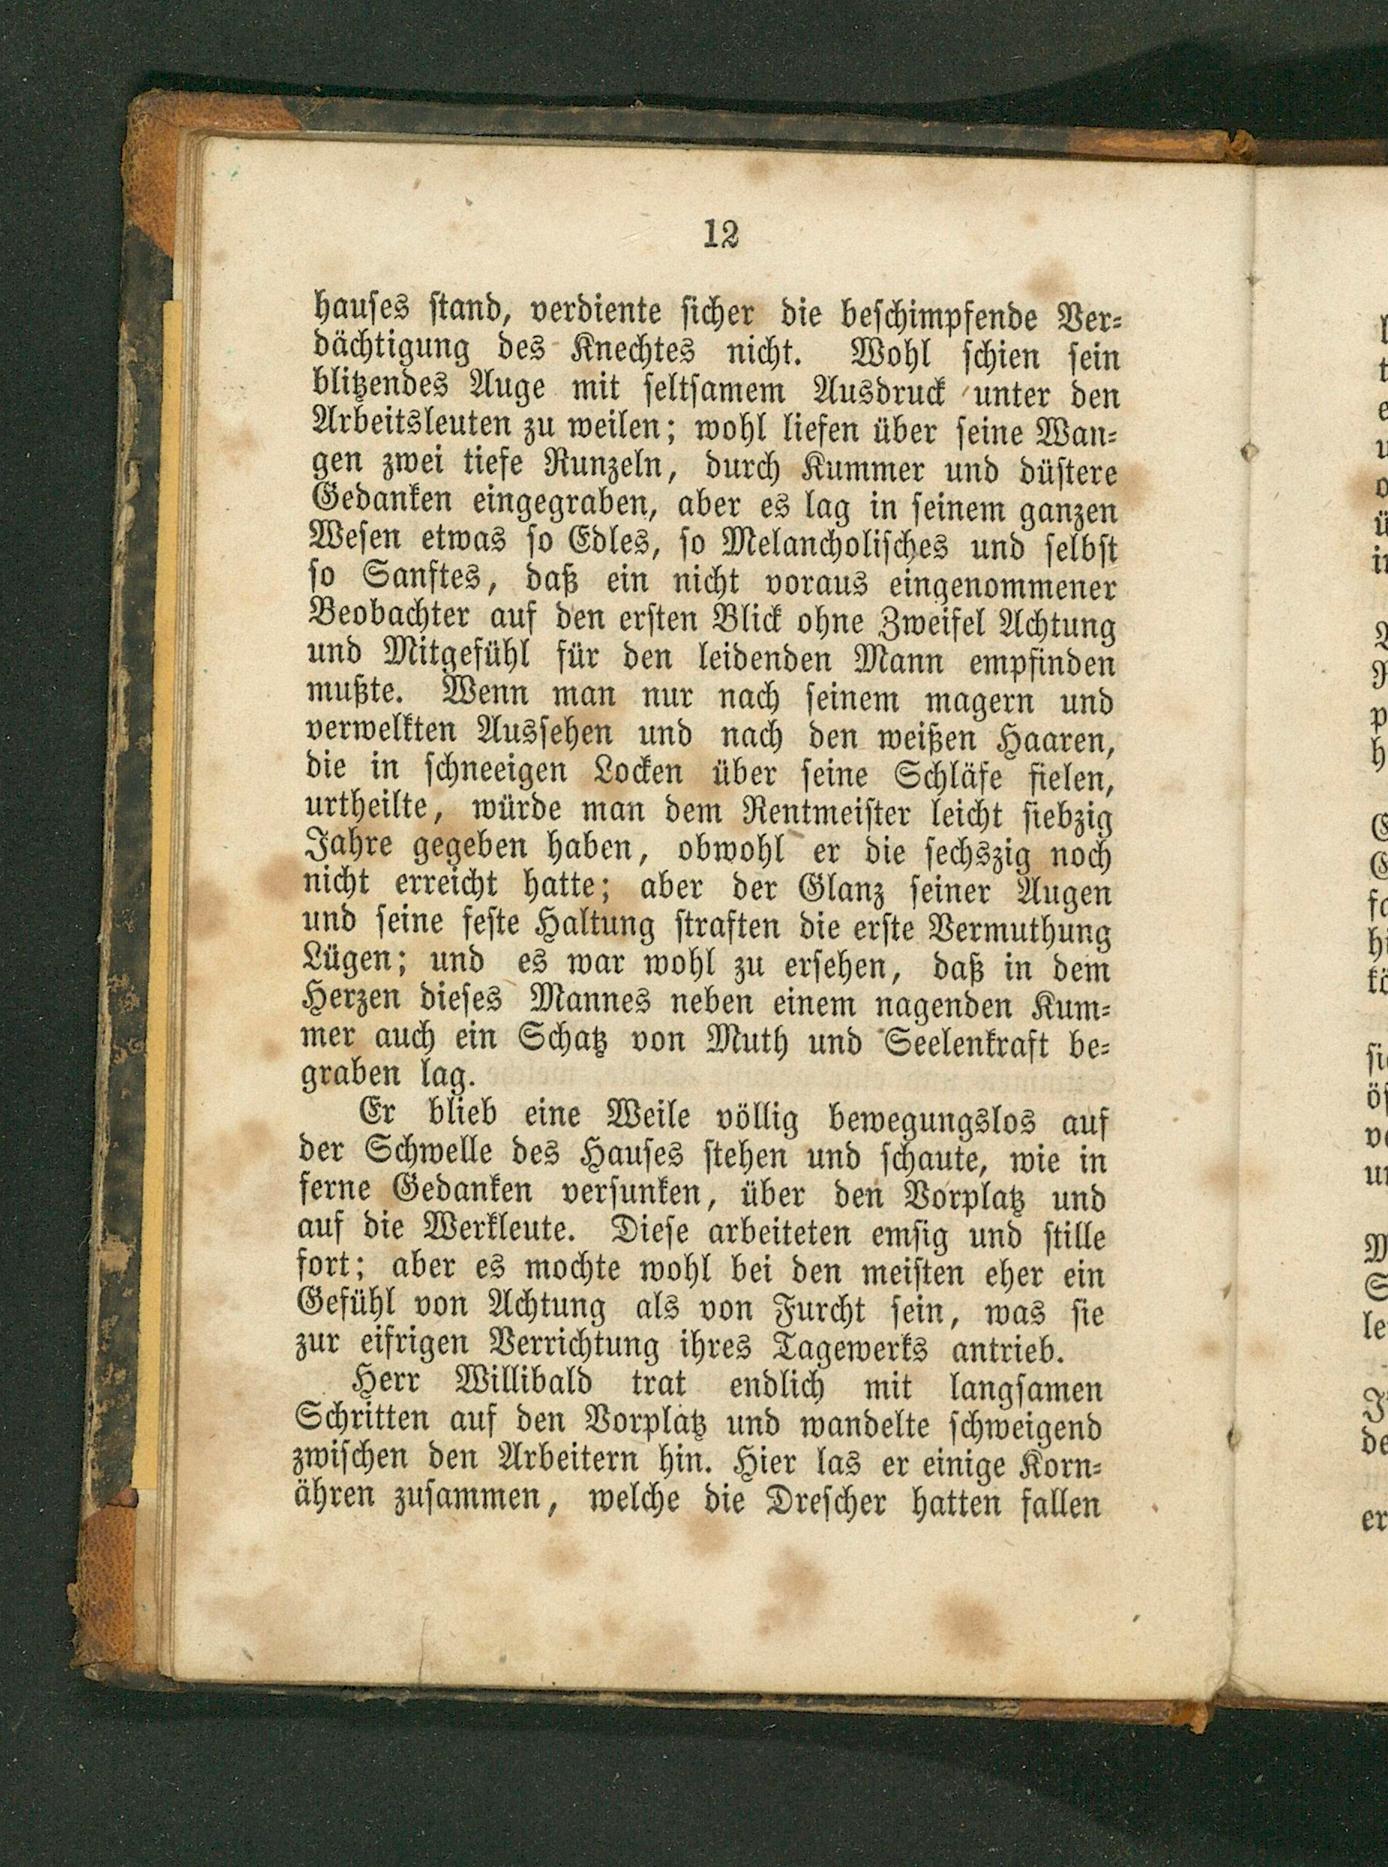 12
hauses stand, verdiente sicher die beschimpfende Ver-
dächtigung des Knechtes nicht. Wohl schien sein
blitzendes Auge mit seltsamem Ausdruck unter den
Arbeitsleuten zu weilen; wohl liefen über seine Wan-
gen zwei tiefe Runzeln, durch Kummer und düstere
Gedanken eingegraben, aber es lag in seinem ganzen
Wesen etwas so Edles, so Melancholisches und selbst
so Sanftes, daß ein nicht voraus eingenommener
Beobachter auf den ersten Blick ohne Zweifel Achtung
und Mitgefühl für den leidenden Mann empfinden
mußte. Wenn man nur nach seinem magern und
verwelkten Aussehen und nach den weißen Haaren,
die in schneeigen Locken über seine Schläfe fielen,
urtheilte, würde man dem Rentmeister leicht siebzig
Jahre gegeben haben, obwohl er die sechszig noch
nicht erreicht hatte; aber der Glanz seiner Augen
und seine feste Haltung straften die erste Vermuthung
Lügen; und es war wohl zu ersehen, daß in dem
Herzen dieses Mannes neben einem nagenden Kum-
mer auch ein Schatz von Muth und Seelenkraft be-
graben lag.
Er blieb eine Weile völlig bewegungslos auf
der Schwelle des Hauses stehen und schaute, wie in
ferne Gedanken versunken, über den Vorplatz und
auf die Werkleute. Diese arbeiteten emsig und stille
fort; aber es mochte wohl bei den meisten eher ein
Gefühl von Achtung als von Furcht sein, was sie
zur eifrigen Verrichtung ihres Tagewerks antrieb.
Herr Willibald trat endlich mit langsamen
Schritten auf den Vorplatz und wandelte schweigend
zwischen den Arbeitern hin. Hier las er einige Korn-
ähren zusammen, welche die Drescher hatten fallen